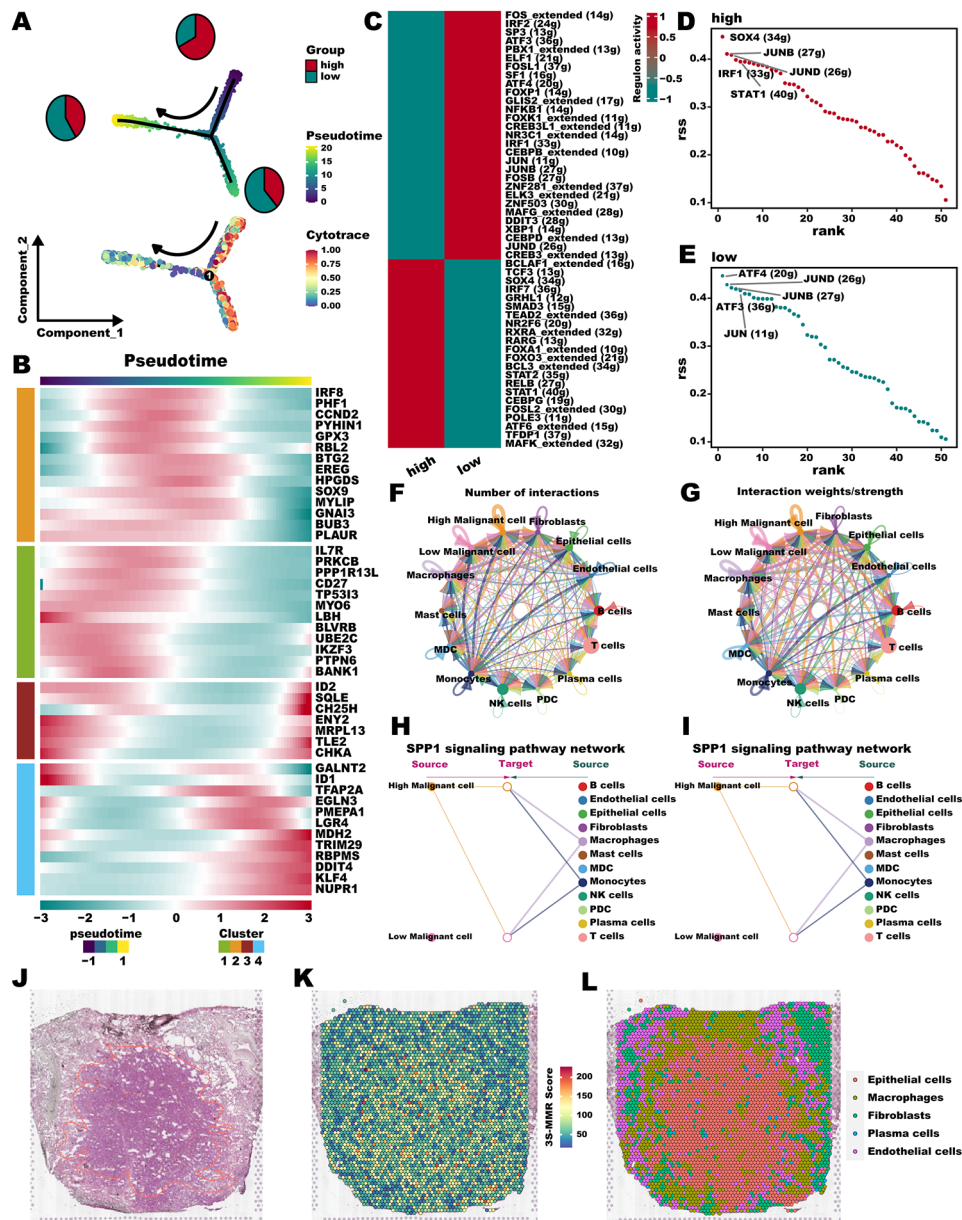 A
Group
high
low
Pseudotime
20
15
10
5
0
Cytotrace
1.00
0.75
0.50
0.25
0.00
1
Component_2
Component_1
B
Pseudotime
IRF8
PHF1
CCND2
PYHIN1
GPX3
RBL2
BTG2
EREG
HPGDS
SOX9
MYLIP
GNAI3
BUB3
PLAUR
IL7R
PRKCB
PPP1R13L
CD27
TP53I3
MYO6
LBH
BLVRB
UBE2C
IKZF3
PTPN6
BANK1
ID2
SQLE
CH25H
ENY2
MRPL13
TLE2
CHKA
GALNT2
ID1
TFAP2A
EGLN3
PMEPA1
LGR4
MDH2
TRIM29
RBPMS
DDIT4
KLF4
NUPR1
−3 −2 −1 0 1 2 3
pseudotime
−1 1
Cluster
1 2 3 4
C
FOS_extended (14g)
IRF2 (24g)
SP3 (13g)
ATF3 (36g)
PBX1_extended (13g)
ELF1 (21g)
FOSL1 (37g)
SF1 (16g)
ATF4 (20g)
FOXP1 (14g)
GLIS2_extended (17g)
NFKB1 (14g)
FOXK1_extended (11g)
CREB3L1_extended (11g)
NR3C1_extended (14g)
IRF1 (33g)
CEBPB_extended (10g)
JUN (11g)
JUNB (27g)
FOSB (27g)
ZNF281_extended (37g)
ELK3_extended (21g)
ZNF503 (30g)
MAFG_extended (28g)
DDIT3 (28g)
XBP1 (14g)
CEBPD_extended (13g)
JUND (26g)
CREB3_extended (13g)
BCLAF1_extended (16g)
TCF3 (13g)
SOX4 (34g)
IRF7 (36g)
GRHL1 (12g)
SMAD3 (15g)
TEAD2_extended (36g)
NR2F6 (20g)
RXRA_extended (32g)
RARG (13g)
FOXA1_extended (10g)
FOXO3_extended (21g)
BCL3_extended (34g)
STAT2 (35g)
RELB (27g)
STAT1 (40g)
CEBPG (19g)
FOSL2_extended (30g)
POLE3 (11g)
ATF6_extended (15g)
TFDP1 (37g)
MAFK_extended (32g)
high
low
Regulon activity
1
0.5
0
−0.5
−1
D
high
SOX4 (34g)
JUNB (27g)
JUND (26g)
IRF1 (33g)
STAT1 (40g)
rss
0.4
0.3
0.2
0.1
0 10 20 30 40 50
rank
E
low
ATF4 (20g)
JUND (26g)
JUNB (27g)
ATF3 (36g)
JUN (11g)
rss
0.4
0.3
0.2
0.1
0 10 20 30 40 50
rank
F
Number of interactions
High Malignant cell
Fibroblasts
Epithelial cells
Low Malignant cell
Endothelial cells
Macrophages
Mast cells
B cells
MDC
T cells
Monocytes
Plasma cells
NK cells
PDC
G
Interaction weights/strength
High Malignant cell
Fibroblasts
Epithelial cells
Low Malignant cell
Endothelial cells
Macrophages
Mast cells
B cells
MDC
T cells
Monocytes
Plasma cells
NK cells
PDC
H
SPP1 signaling pathway network
Source Target Source
High Malignant cell
Low Malignant cell
B cells
Endothelial cells
Epithelial cells
Fibroblasts
Macrophages
Mast cells
MDC
Monocytes
NK cells
PDC
Plasma cells
T cells
I
SPP1 signaling pathway network
Source Target Source
High Malignant cell
Low Malignant cell
B cells
Endothelial cells
Epithelial cells
Fibroblasts
Macrophages
Mast cells
MDC
Monocytes
NK cells
PDC
Plasma cells
T cells
J
K
3S-MMR Score
200
150
100
50
L
Epithelial cells
Macrophages
Fibroblasts
Plasma cells
Endothelial cells